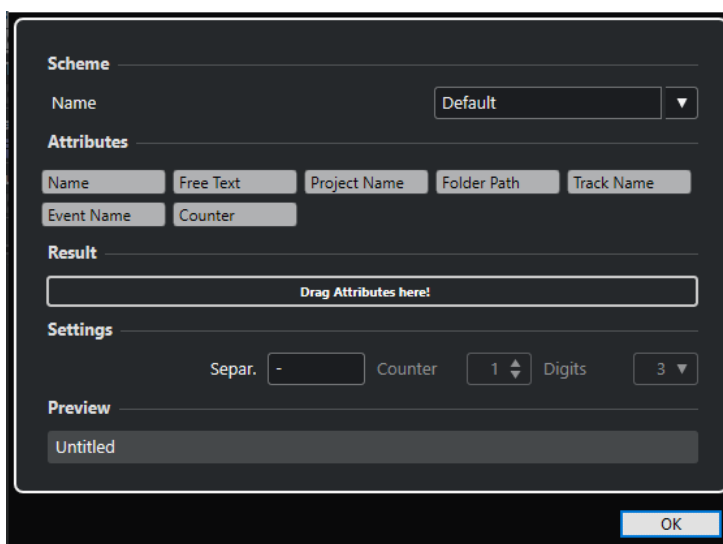 Scheme
Name Default
Attributes
Name Free Text Project Name Folder Path Track Name
Event Name Counter
Result
Drag Attributes here!
Settings
Separ. - Counter 1 Digits 3
Preview
Untitled
OK